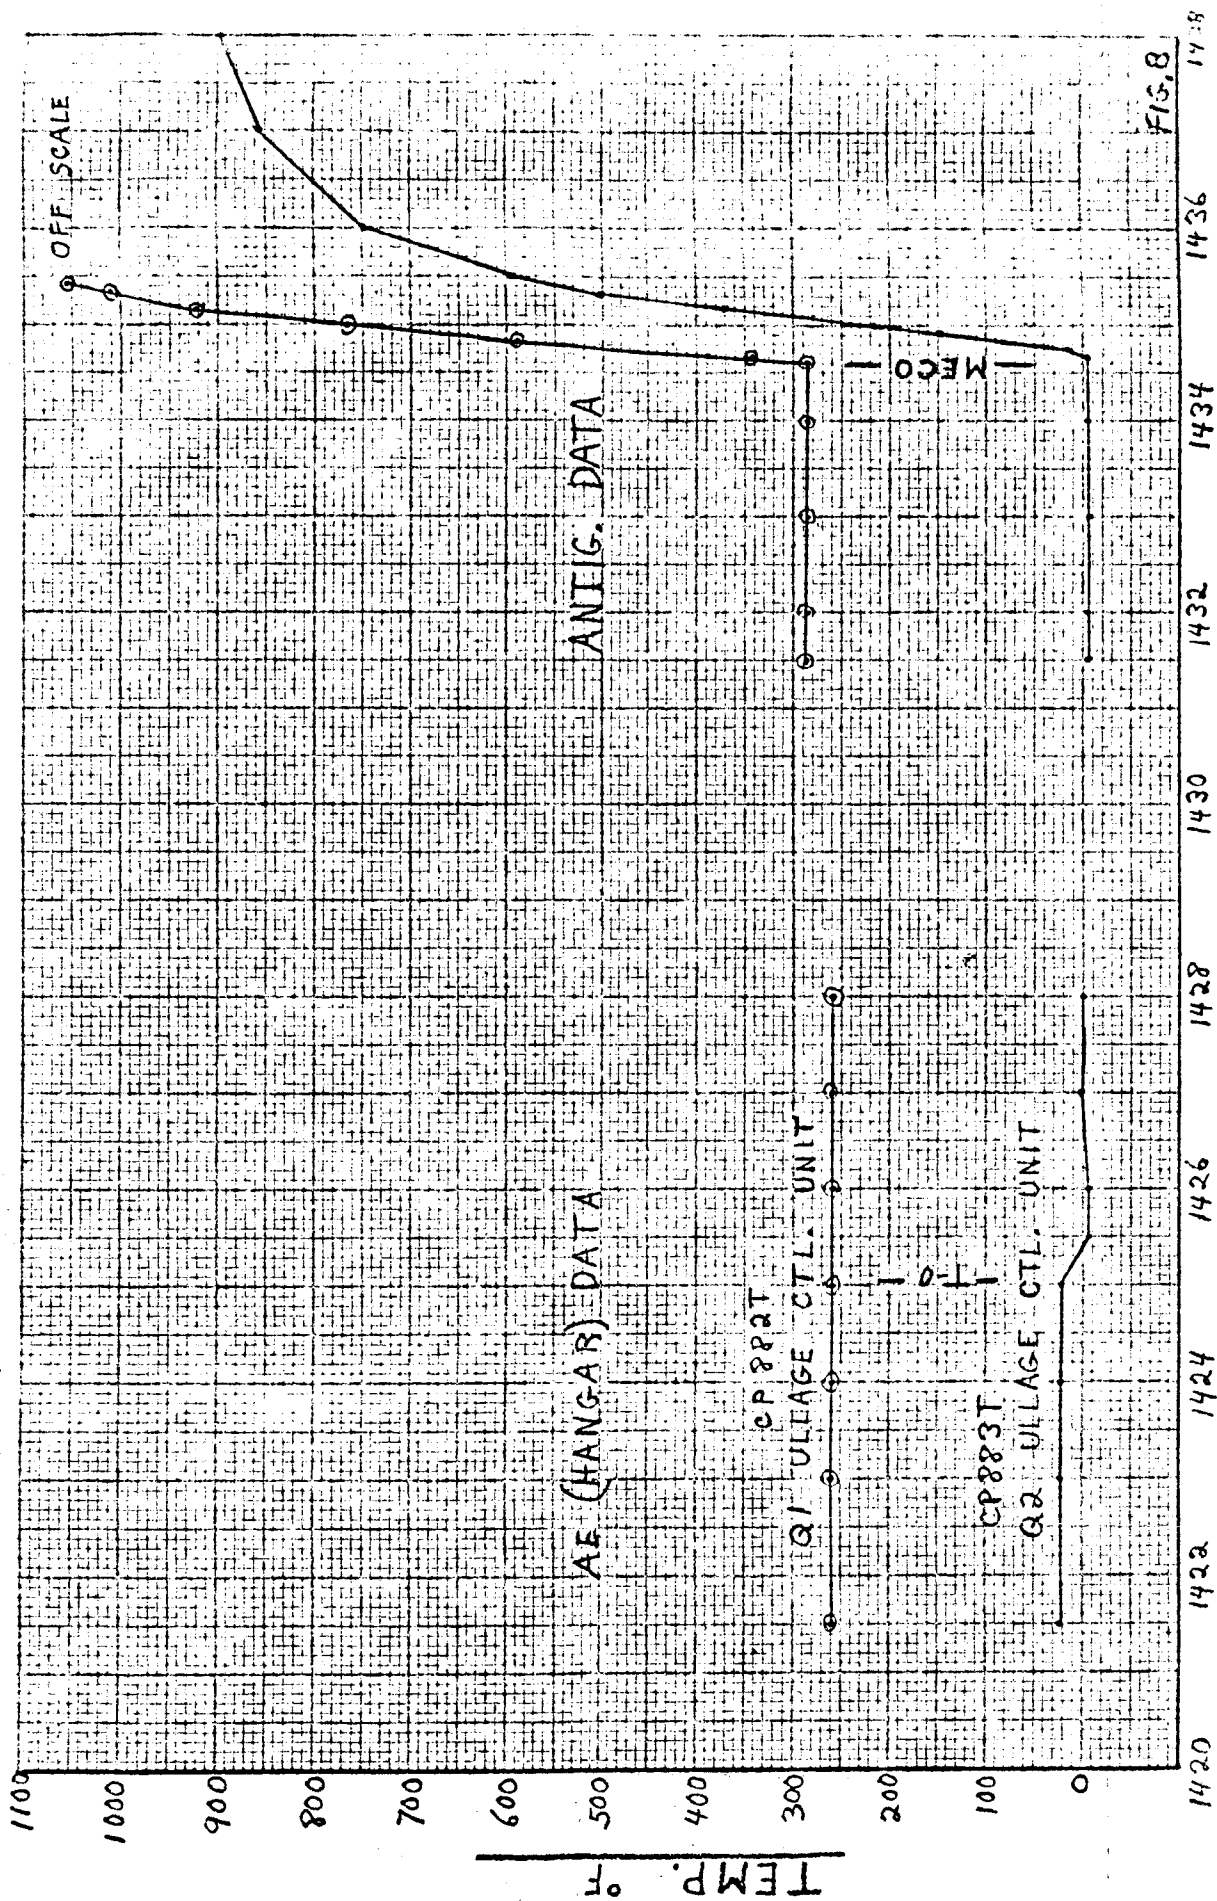 TEMP. °F
1100
1000
900
800
700
600
500
400
300
200
100
0
OFF SCALE
AE (HANGAR) DATA
ANTIG. DATA
CP882T
Q1 ULLAGE CTL. UNIT
- T-0 -
- MECO -
CP883T
Q2 ULLAGE CTL. UNIT
FIG. 8
1420
1422
1424
1426
1428
1430
1432
1434
1436
1438